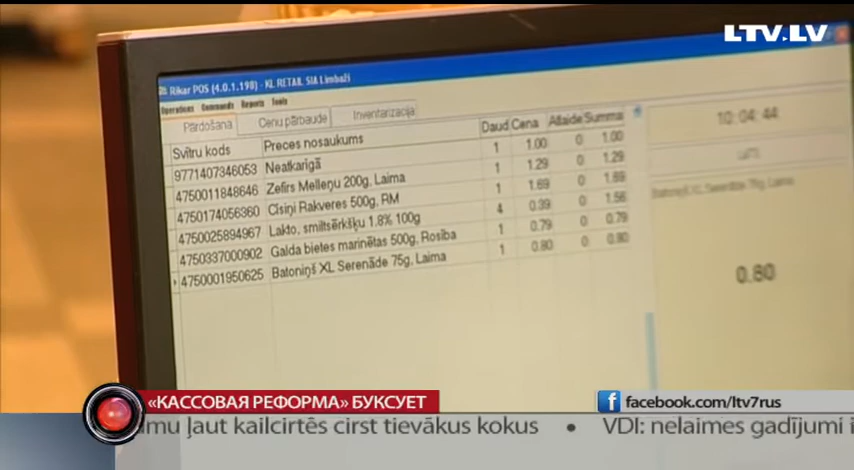 LTV.LV
Rikar POS (4.0.1.198) - KL RETAIL SIA Limbaži
Operations Commands Reports Tools
Pārdošana Cenu pārbaude Inventarizācija
Svītru kods Preces nosaukums Daud Cena Atlaide Summa
9771407346053 Neatkarīgā 1 1.00 0 1.00
4750011848646 Zefīrs Melleņu 200g, Laima 1 1.29 0 1.29
4750174056360 Cīsiņi Rakveres 500g, RM 1 1.69 0 1.69
4750025894967 Lakto, smiltsērkšķu 1.8% 100g 4 0.39 0 1.56
4750337000902 Galda bietes marinētas 500g, Rosība 1 0.79 0 0.79
4750001950625 Batoniņš XL Serenāde 75g, Laima 1 0.80 0 0.80
10:04:44
Batoniņš XL Serenāde 75g, Laima
0.80
«КАССОВАЯ РЕФОРМА» БУКСУЕТ
facebook.com/ltv7rus
mu ļaut kailcirtēs cirst tievākus kokus • VDI: nelaimes gadījumi i